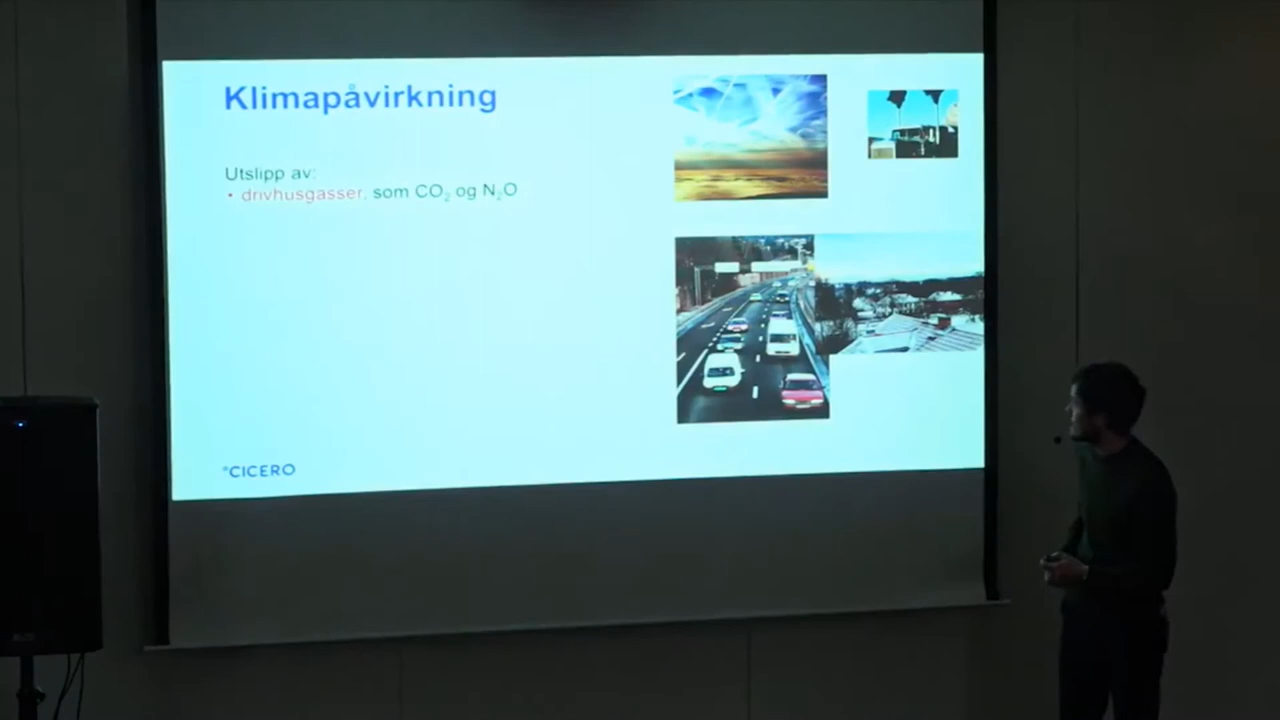 Klimapåvirkning
Utslipp av:
• drivhusgasser, som CO₂ og N₂O
°CICERO